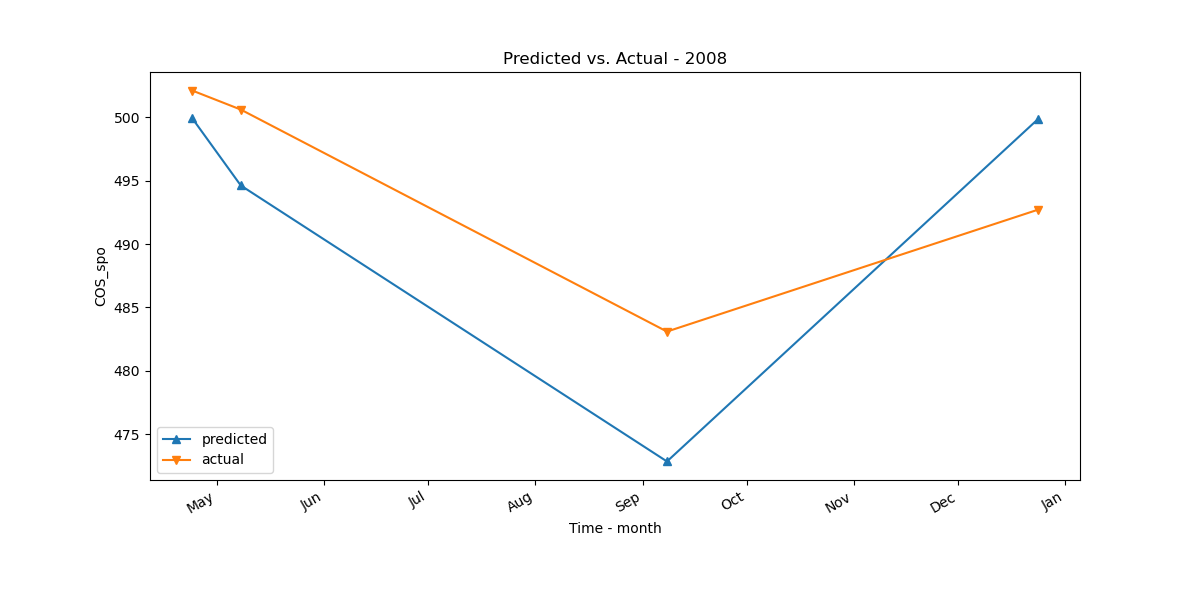 Predicted vs. Actual - 2008
500
495
490
485
480
475
COS_spo
predicted
actual
May
Jun
Jul
Aug
Sep
Oct
Nov
Dec
Jan
Time - month